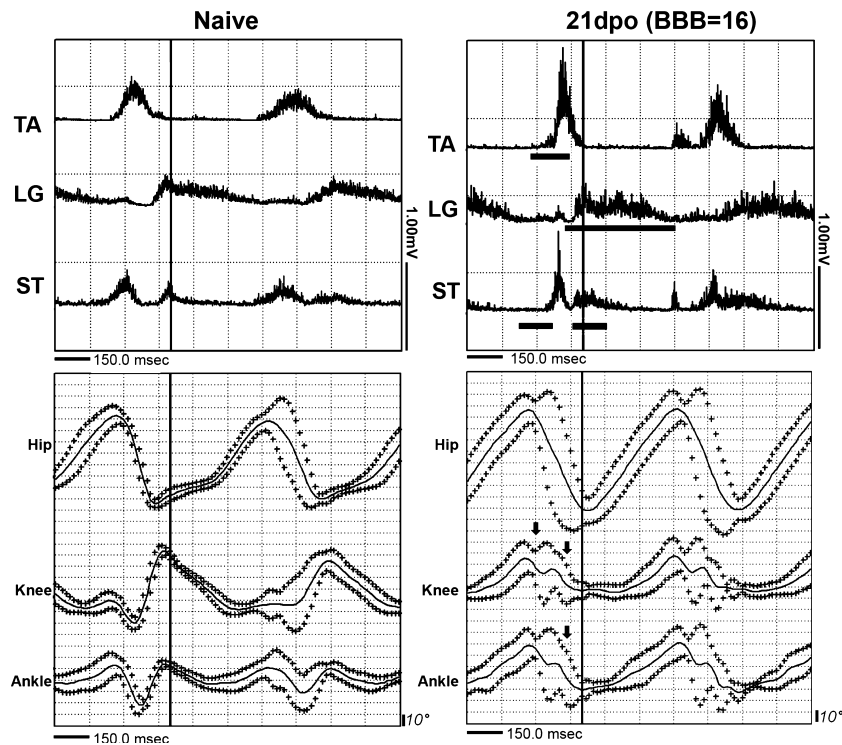 Naive
21dpo (BBB=16)
TA
LG
ST
1.00mV
150.0 msec
TA
LG
ST
1.00mV
150.0 msec
Hip
Knee
Ankle
10°
150.0 msec
Hip
Knee
Ankle
10°
150.0 msec